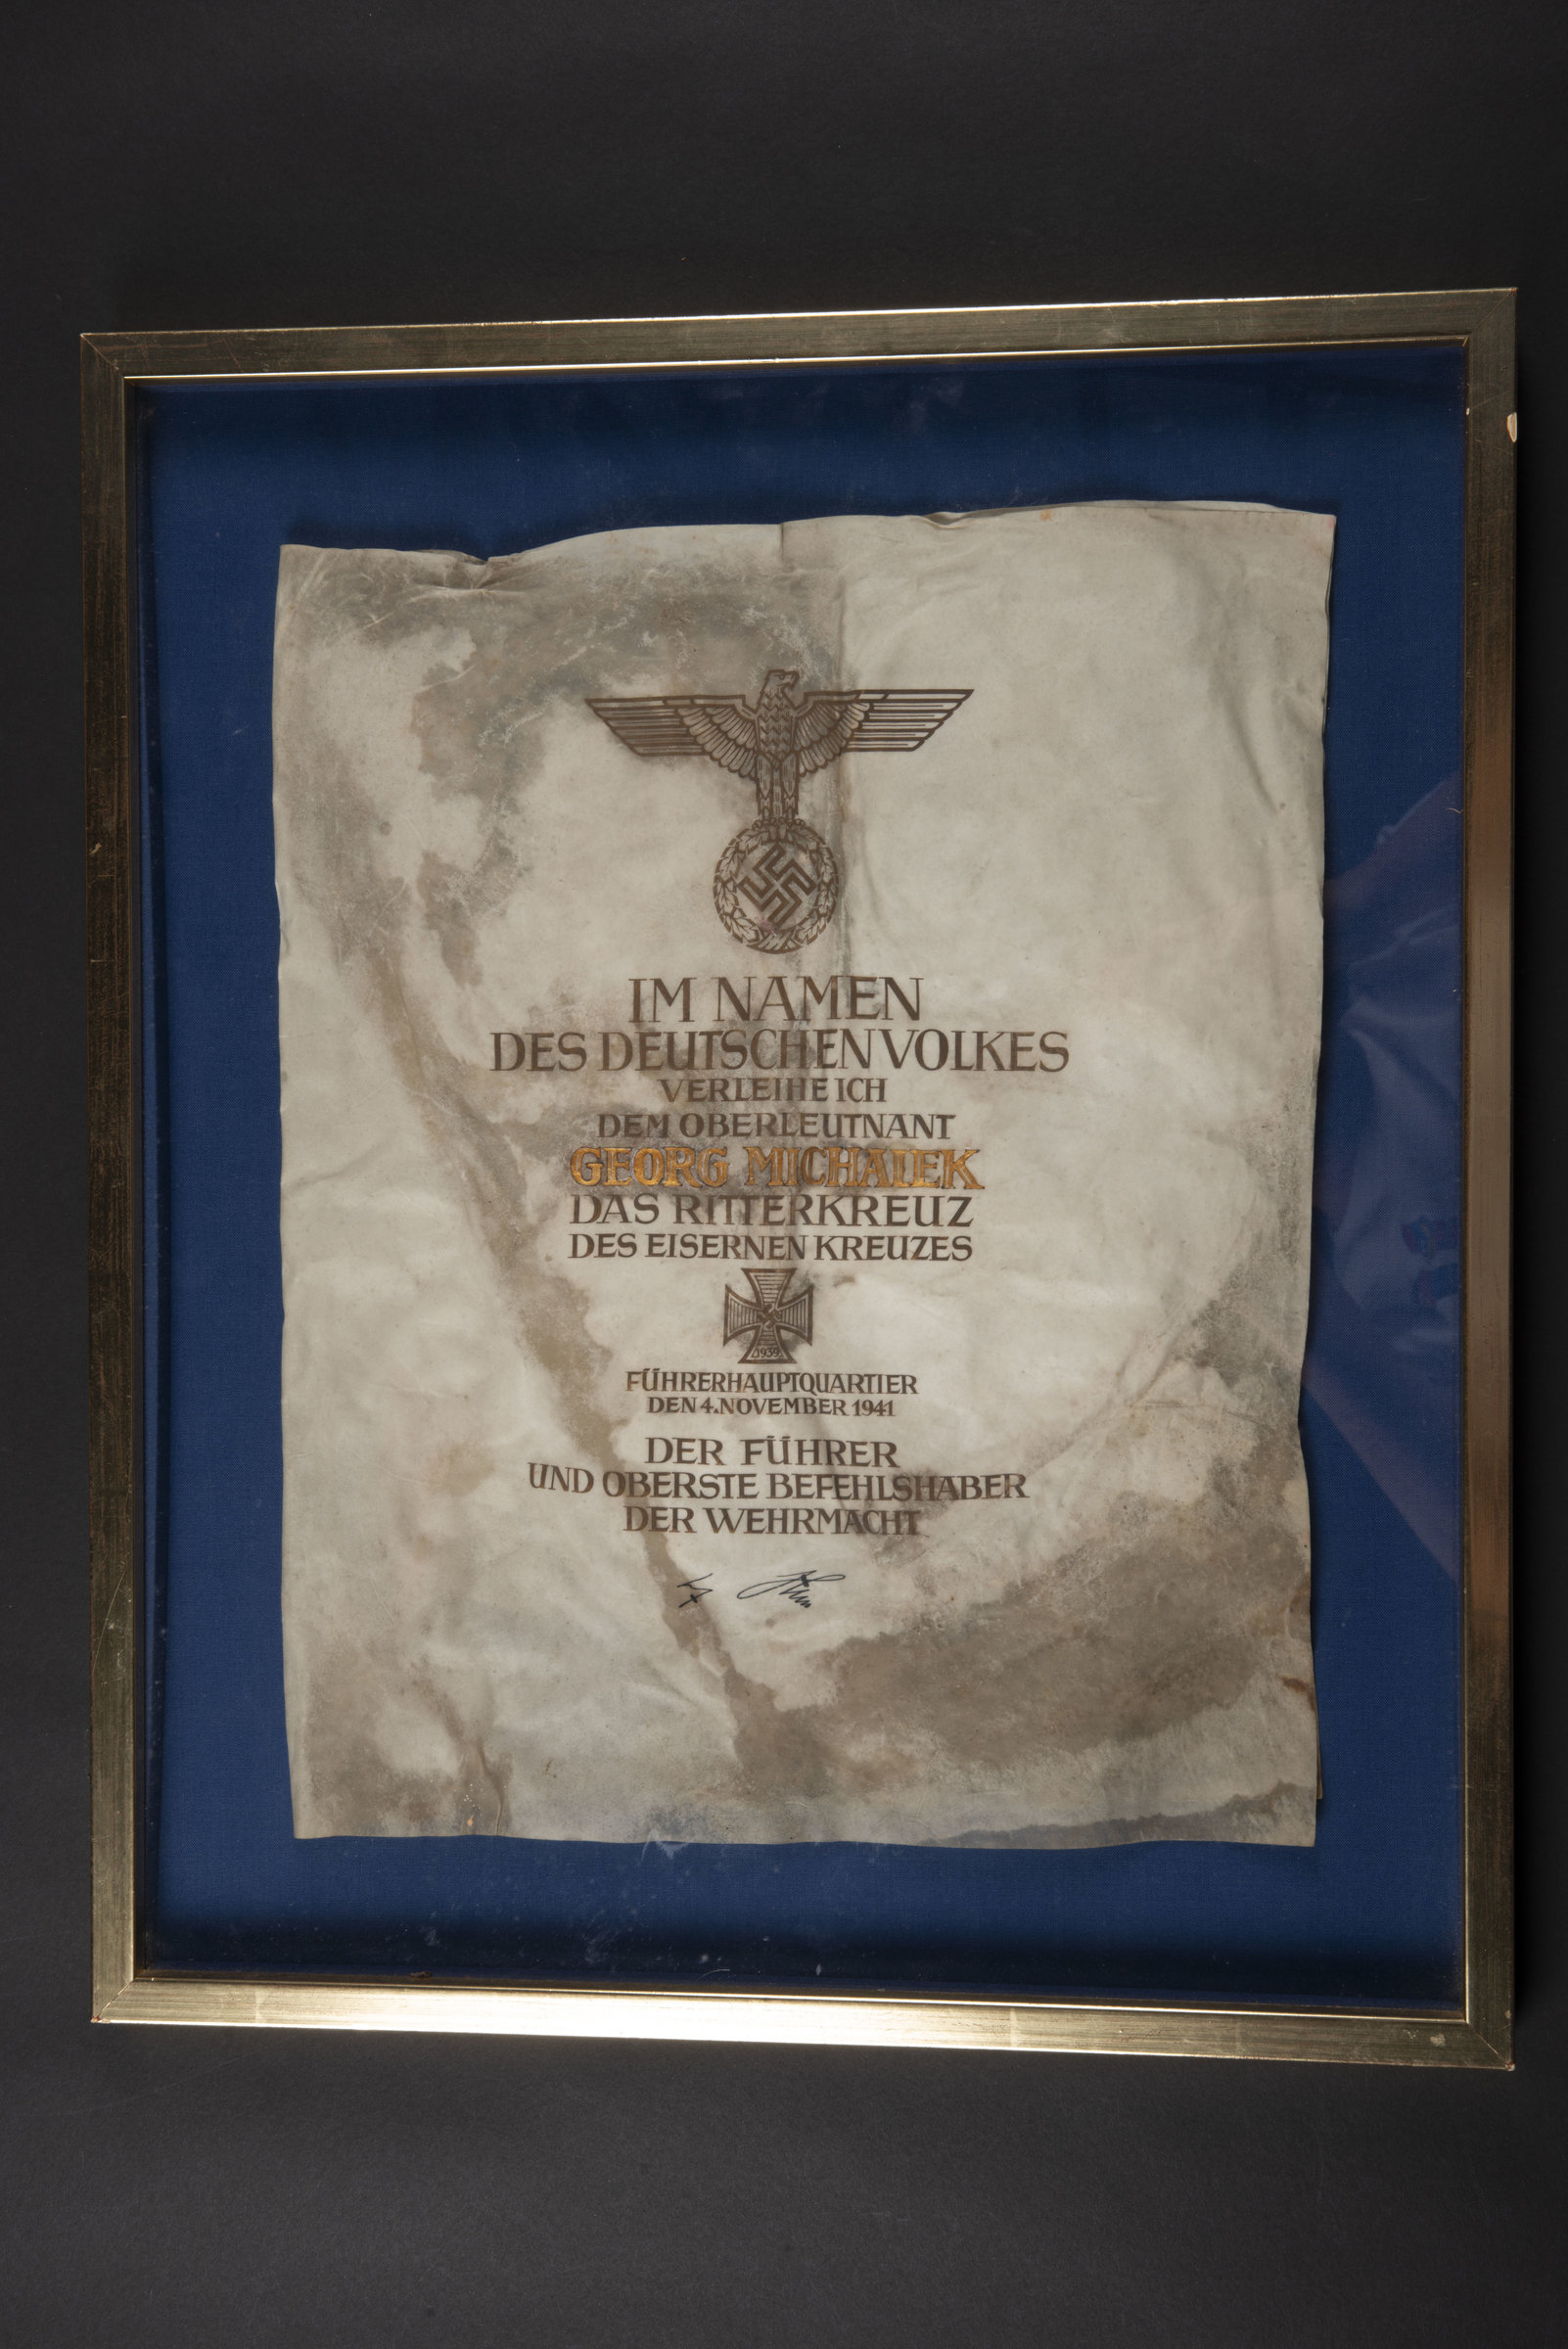 IM NAMEN
DES DEUTSCHEN VOLKES
VERLEIHE ICH
DEM OBERLEUTNANT
GEORG MICHALEK
DAS RITTERKREUZ
DES EISERNEN KREUZES
1939
FÜHRERHAUPTQUARTIER
DEN 4. NOVEMBER 1941
DER FÜHRER
UND OBERSTE BEFEHLSHABER
DER WEHRMACHT